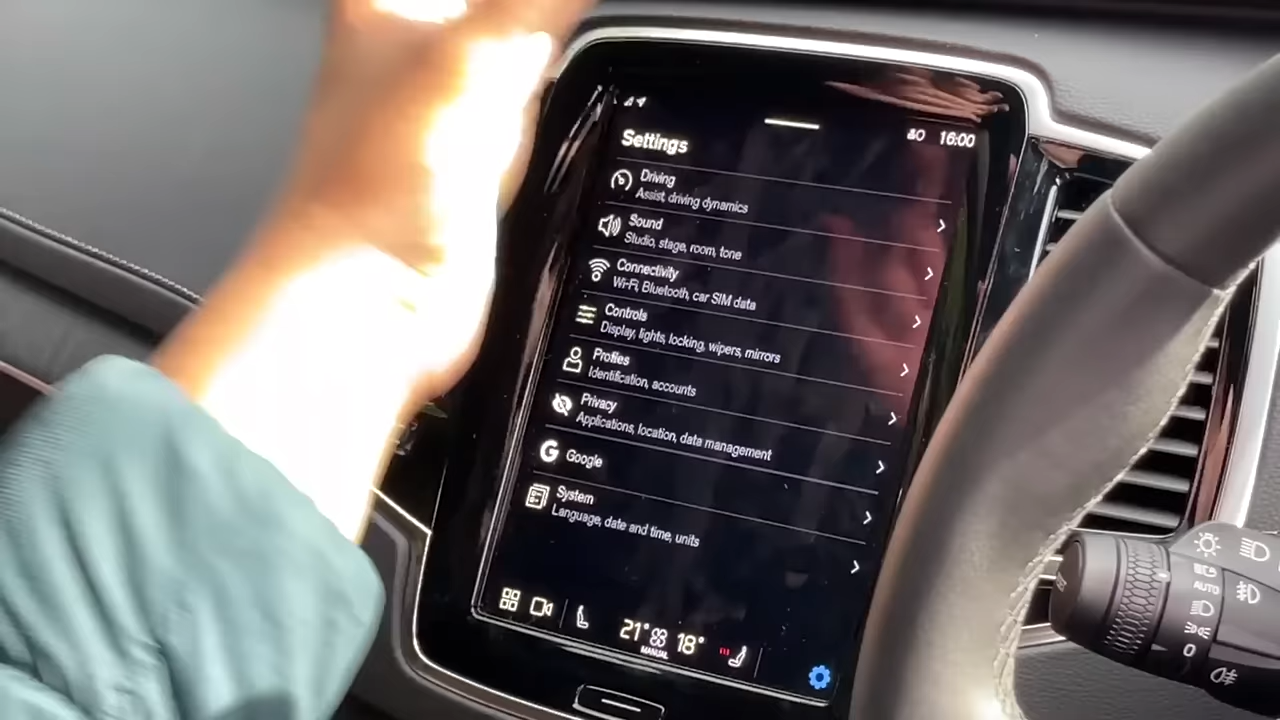 16:00
Settings
Driving
Assist, driving dynamics
Sound
Studio, stage, room, tone
Connectivity
Wi-Fi, Bluetooth, car SIM data
Controls
Display, lights, locking, wipers, mirrors
Profiles
Identification, accounts
Privacy
Applications, location, data management
Google
System
Language, date and time, units
21° 18°
MANUAL
AUTO
0